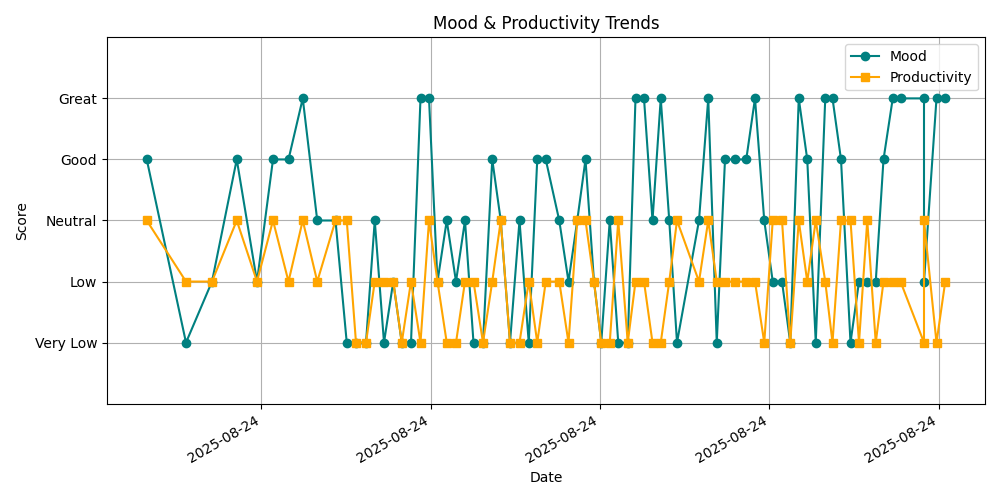 Mood & Productivity Trends
Mood
Productivity
Great
Good
Neutral
Low
Very Low
Score
2025-08-24
2025-08-24
2025-08-24
2025-08-24
2025-08-24
Date